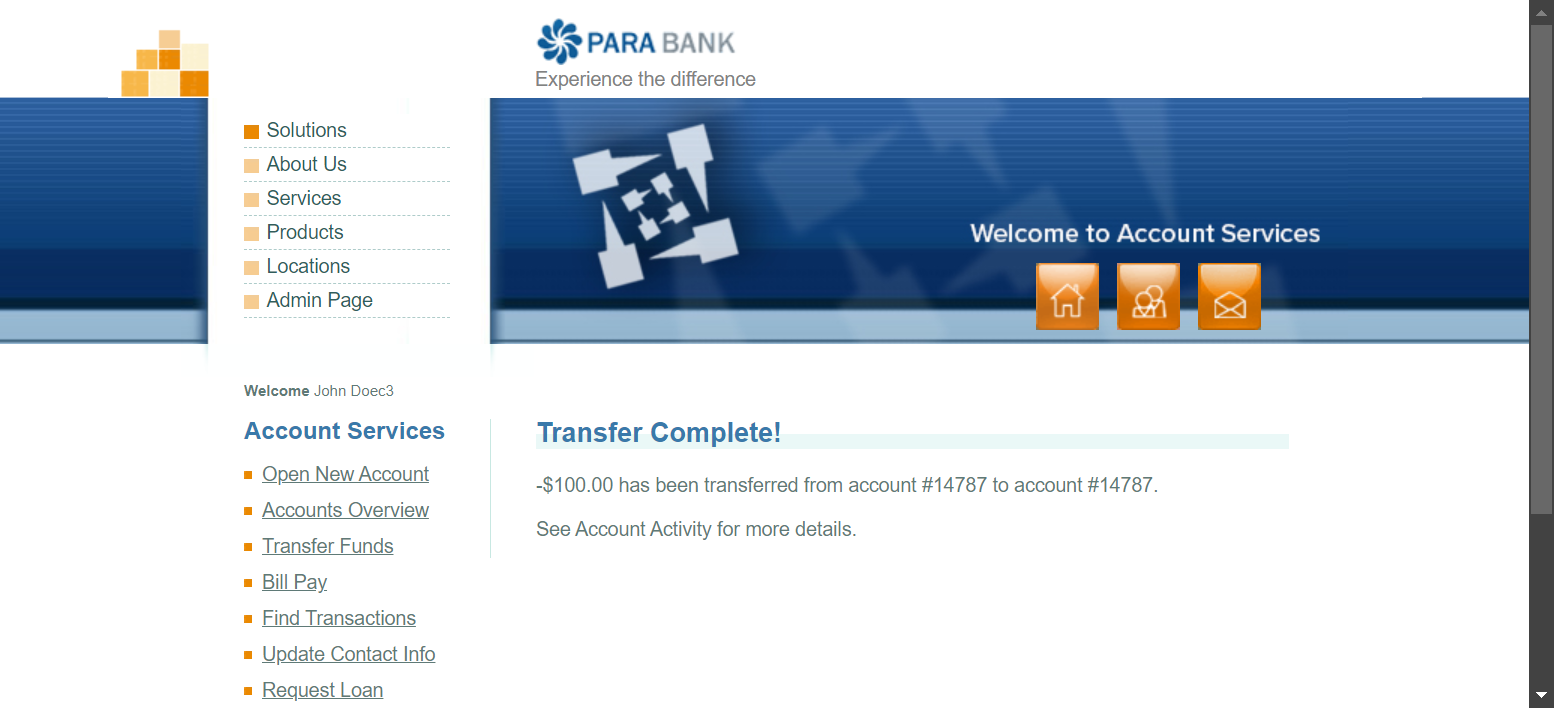 PARA BANK
Experience the difference
Solutions
About Us
Services
Products
Locations
Admin Page
Welcome to Account Services
Welcome John Doec3
Account Services
Open New Account
Accounts Overview
Transfer Funds
Bill Pay
Find Transactions
Update Contact Info
Request Loan
Transfer Complete!
-$100.00 has been transferred from account #14787 to account #14787.
See Account Activity for more details.